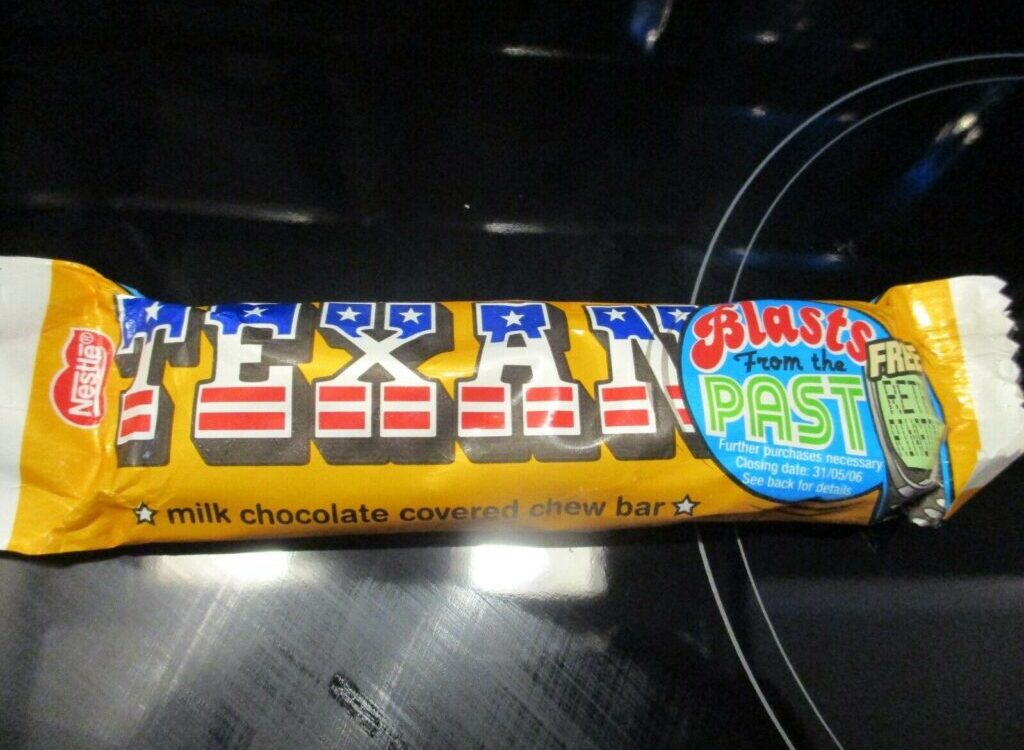 Nestlé®
TEXAN
milk chocolate covered chew bar
Blasts
From the
PAST
Further purchases necessary
Closing date: 31/05/06
See back for details
FREE